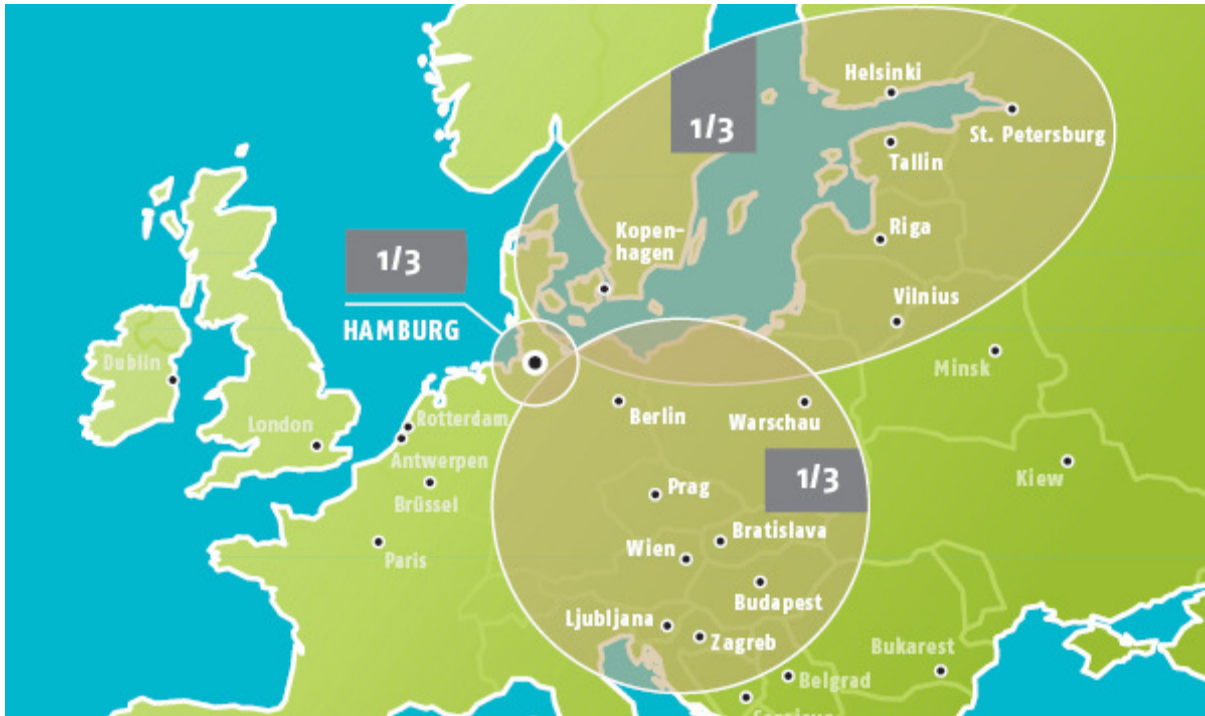 Helsinki
1/3
St. Petersburg
Tallin
Kopen-
hagen
Riga
1/3
Vilnius
HAMBURG
Dublin
Minsk
Berlin
Warschau
London
Rotterdam
Antwerpen
1/3
Kiew
Prag
Brüssel
Bratislava
Wien
Paris
Budapest
Ljubljana
Zagreb
Bukarest
Belgrad